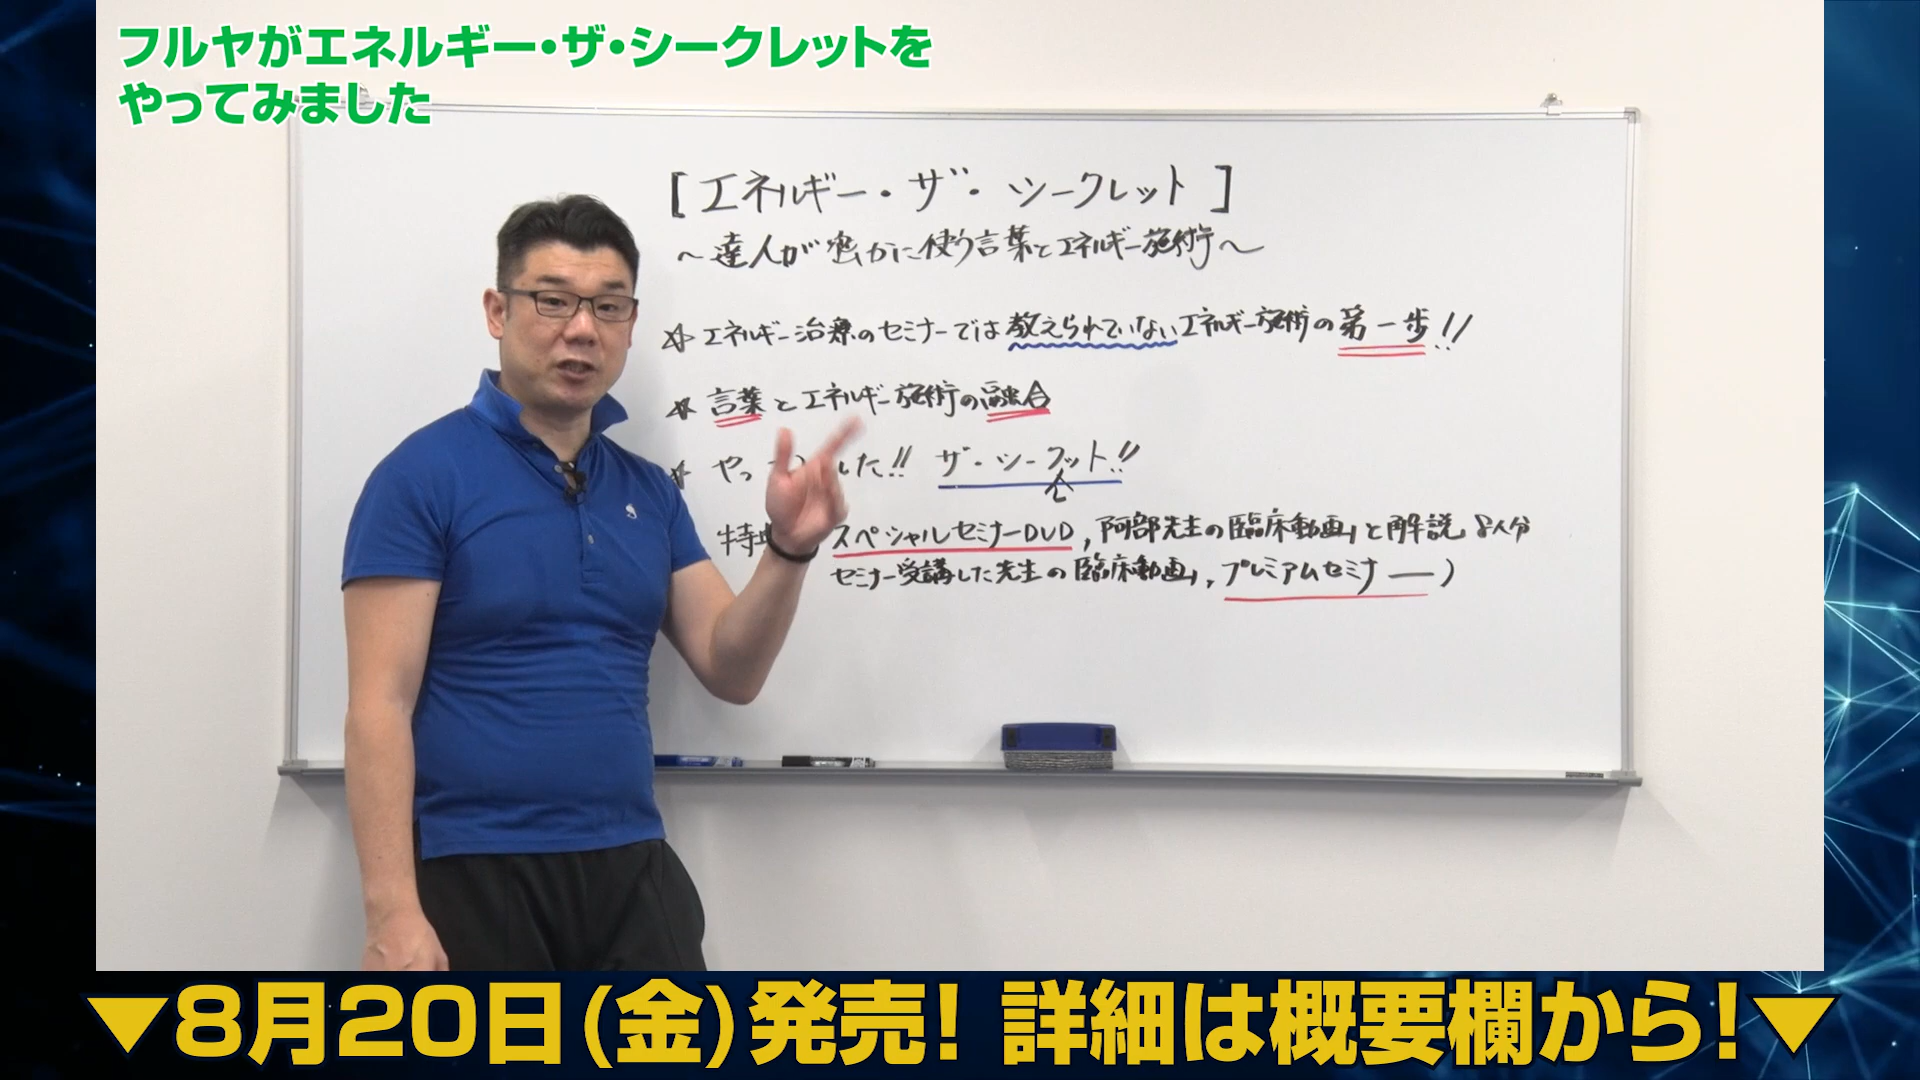 フルヤがエネルギー・ザ・シークレットを
やってみました
[エネルギー・ザ・シークレット]
～達人が密かに使う言葉とエネルギー施術～
☆エネルギー治療のセミナーでは教えられていないエネルギー施術の第一歩!!
☆言葉とエネルギー施術の融合
☆やっ した!! ザ・シークレット!!
特典 スペシャルセミナーDVD,阿部先生の「臨床動画」と解説」8人分
セミナー受講した先生の「臨床動画」,プレミアムセミナー)
▼8月20日(金)発売! 詳細は概要欄から!▼